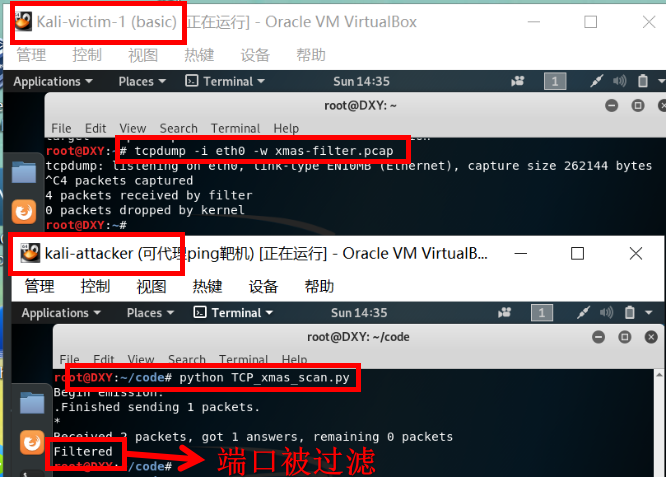 Kali-victim-1 (basic) [正在运行] - Oracle VM VirtualBox
管理 控制 视图 热键 设备 帮助
Applications Places Terminal Sun 14:35 1
root@DXY: ~
File Edit View Search Terminal Help
root@DXY:~# tcpdump -i eth0 -w xmas-filter.pcap
tcpdump: listening on eth0, link-type EN10MB (Ethernet), capture size 262144 bytes
^C4 packets captured
4 packets received by filter
0 packets dropped by kernel
root@DXY:~#
kali-attacker (可代理ping靶机) [正在运行] - Oracle VM VirtualB...
管理 控制 视图 热键 设备 帮助
Applications Places Terminal Sun 14:35 1
root@DXY: ~/code
File Edit View Search Terminal Help
root@DXY:~/code# python TCP_xmas_scan.py
Begin emission:
.Finished sending 1 packets.
*
Received 2 packets, got 1 answers, remaining 0 packets
Filtered
端口被过滤
root@DXY:~/code#